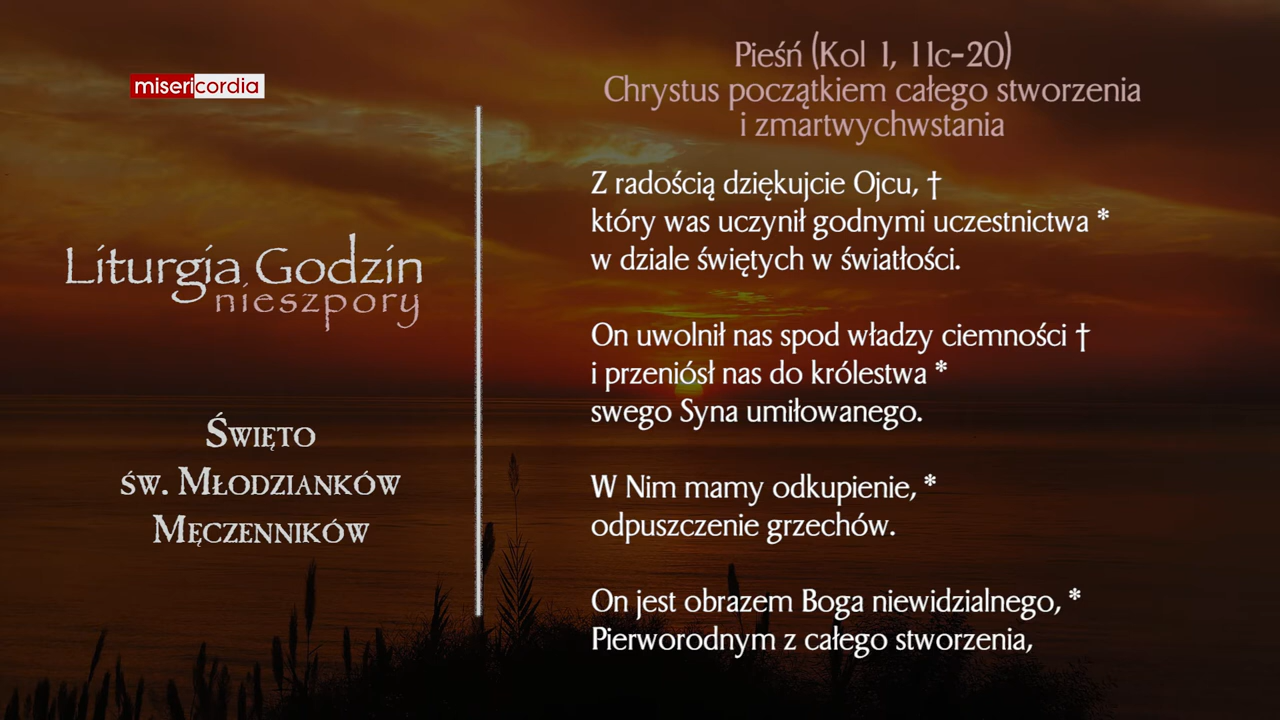 misericordia
Liturgia Godzin
nieszpory
Święto
św. Młodzianków
Męczenników
Pieśń (Kol 1, 11c-20)
Chrystus początkiem całego stworzenia
i zmartwychwstania
Z radością dziękujcie Ojcu, †
który was uczynił godnymi uczestnictwa *
w dziale świętych w światłości.
On uwolnił nas spod władzy ciemności †
i przeniósł nas do królestwa *
swego Syna umiłowanego.
W Nim mamy odkupienie, *
odpuszczenie grzechów.
On jest obrazem Boga niewidzialnego, *
Pierworodnym z całego stworzenia,